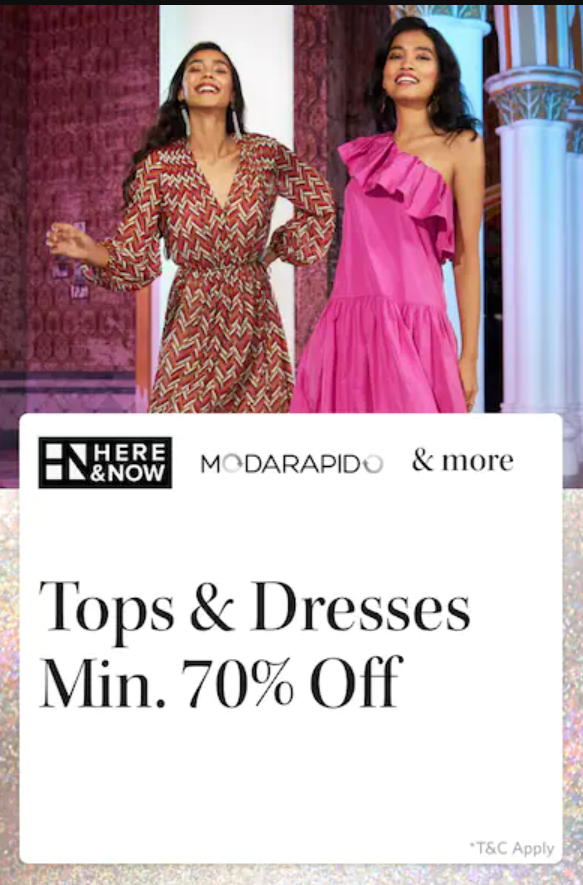 HERE
&NOW
MODARAPIDO
& more
Tops & Dresses
Min. 70% Off
*T&C Apply